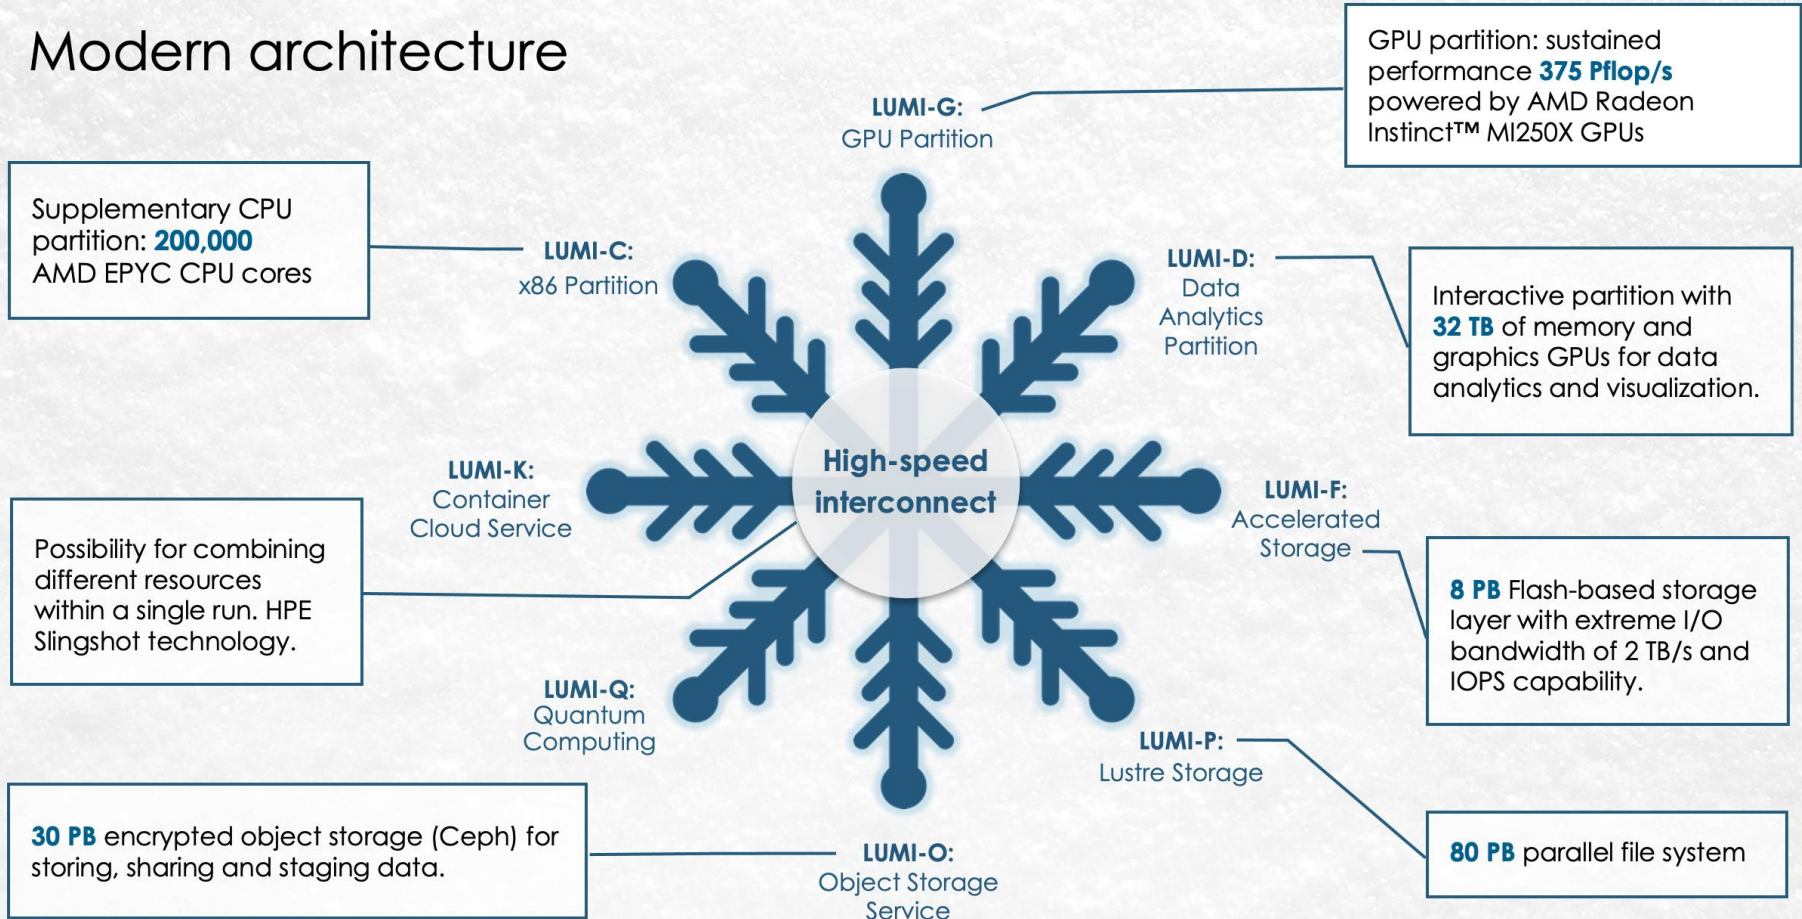 Modern architecture
GPU partition: sustained
performance 375 Pflop/s
powered by AMD Radeon
Instinct™ MI250X GPUs
LUMI-G:
GPU Partition
Supplementary CPU
partition: 200,000
AMD EPYC CPU cores
LUMI-C:
x86 Partition
LUMI-D:
Data
Analytics
Partition
Interactive partition with
32 TB of memory and
graphics GPUs for data
analytics and visualization.
High-speed
interconnect
LUMI-K:
Container
Cloud Service
LUMI-F:
Accelerated
Storage
Possibility for combining
different resources
within a single run. HPE
Slingshot technology.
8 PB Flash-based storage
layer with extreme I/O
bandwidth of 2 TB/s and
IOPS capability.
LUMI-Q:
Quantum
Computing
LUMI-P:
Lustre Storage
30 PB encrypted object storage (Ceph) for
storing, sharing and staging data.
LUMI-O:
Object Storage
Service
80 PB parallel file system